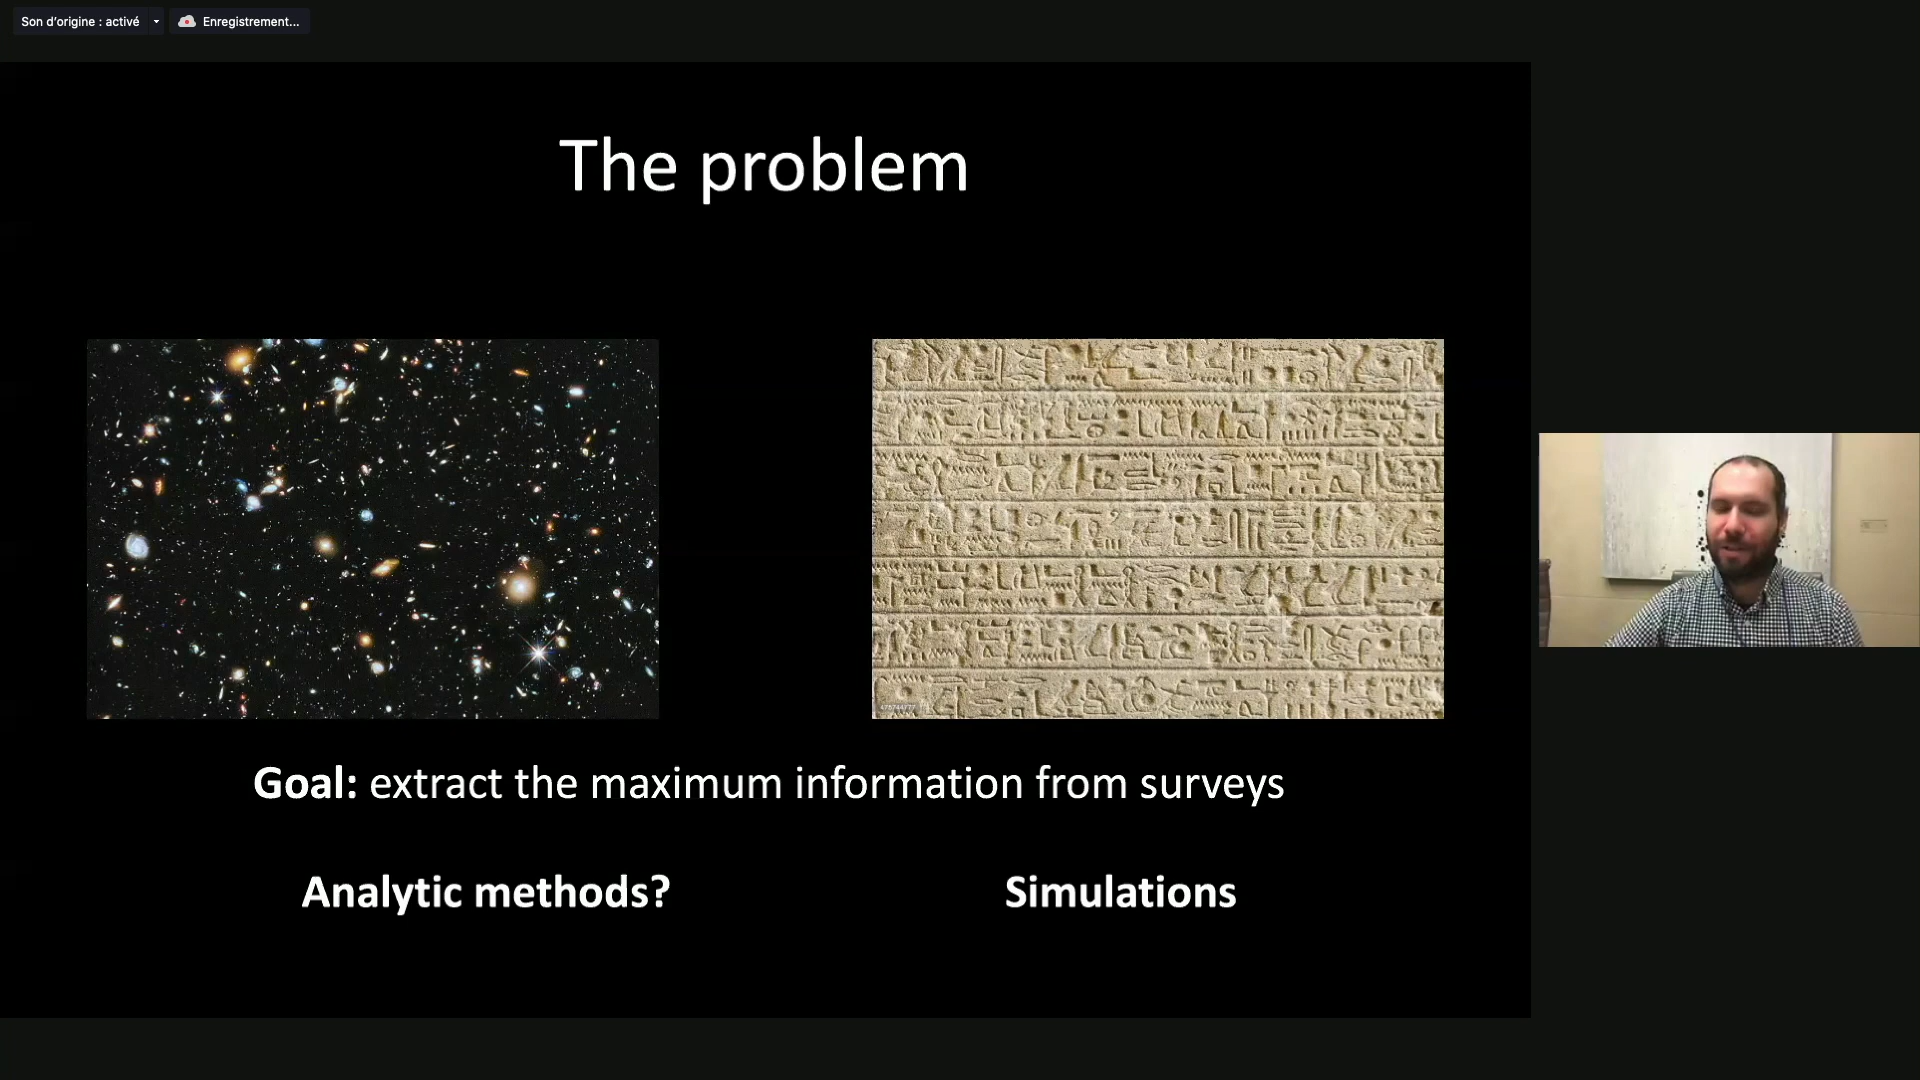 Son d'origine : activé
Enregistrement...
The problem
Goal: extract the maximum information from surveys
Analytic methods?
Simulations